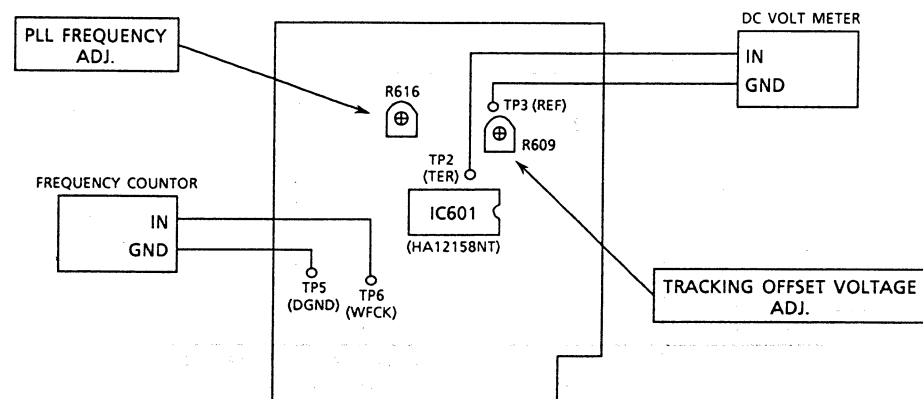 DC VOLT METER
PLL FREQUENCY
ADJ.
IN
GND
R616
TP3 (REF)
R609
TP2
(TER)
FREQUENCY COUNTOR
IN
GND
IC601
(HA12158NT)
TP5
(DGND)
TP6
(WFCK)
TRACKING OFFSET VOLTAGE
ADJ.